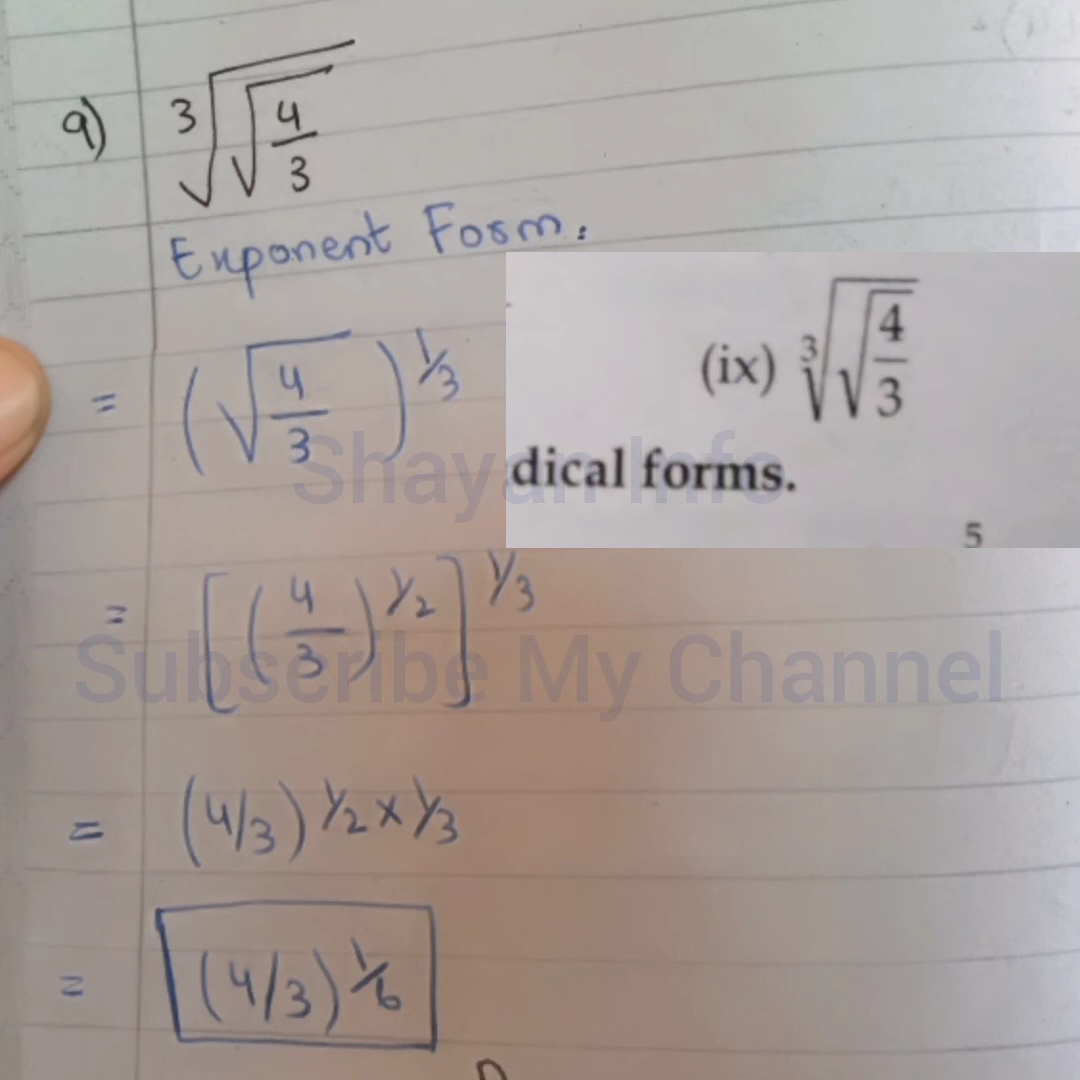 9) ∛√(4/3)
Exponent Form:
= (√(4/3))^1/3
(ix) ∛√(4/3)
dical forms.
5
Shayan Info
= [(4/3)^1/2]^1/3
Subscribe My Channel
= (4/3)^1/2×1/3
= (4/3)^1/6